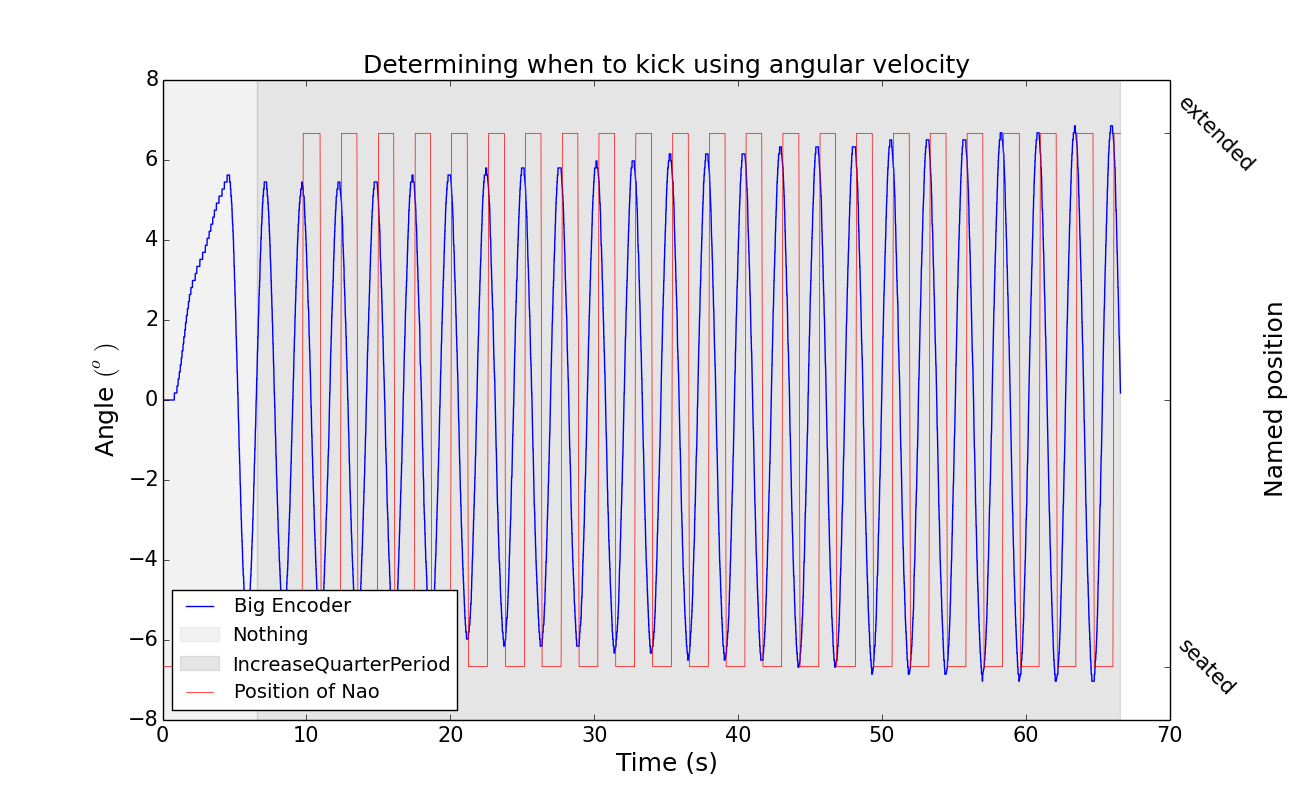 Determining when to kick using angular velocity
8
6
4
2
0
−2
−4
−6
−8
Angle (º)
0 10 20 30 40 50 60 70
Time (s)
extended
seated
Named position
Big Encoder
Nothing
IncreaseQuarterPeriod
Position of Nao